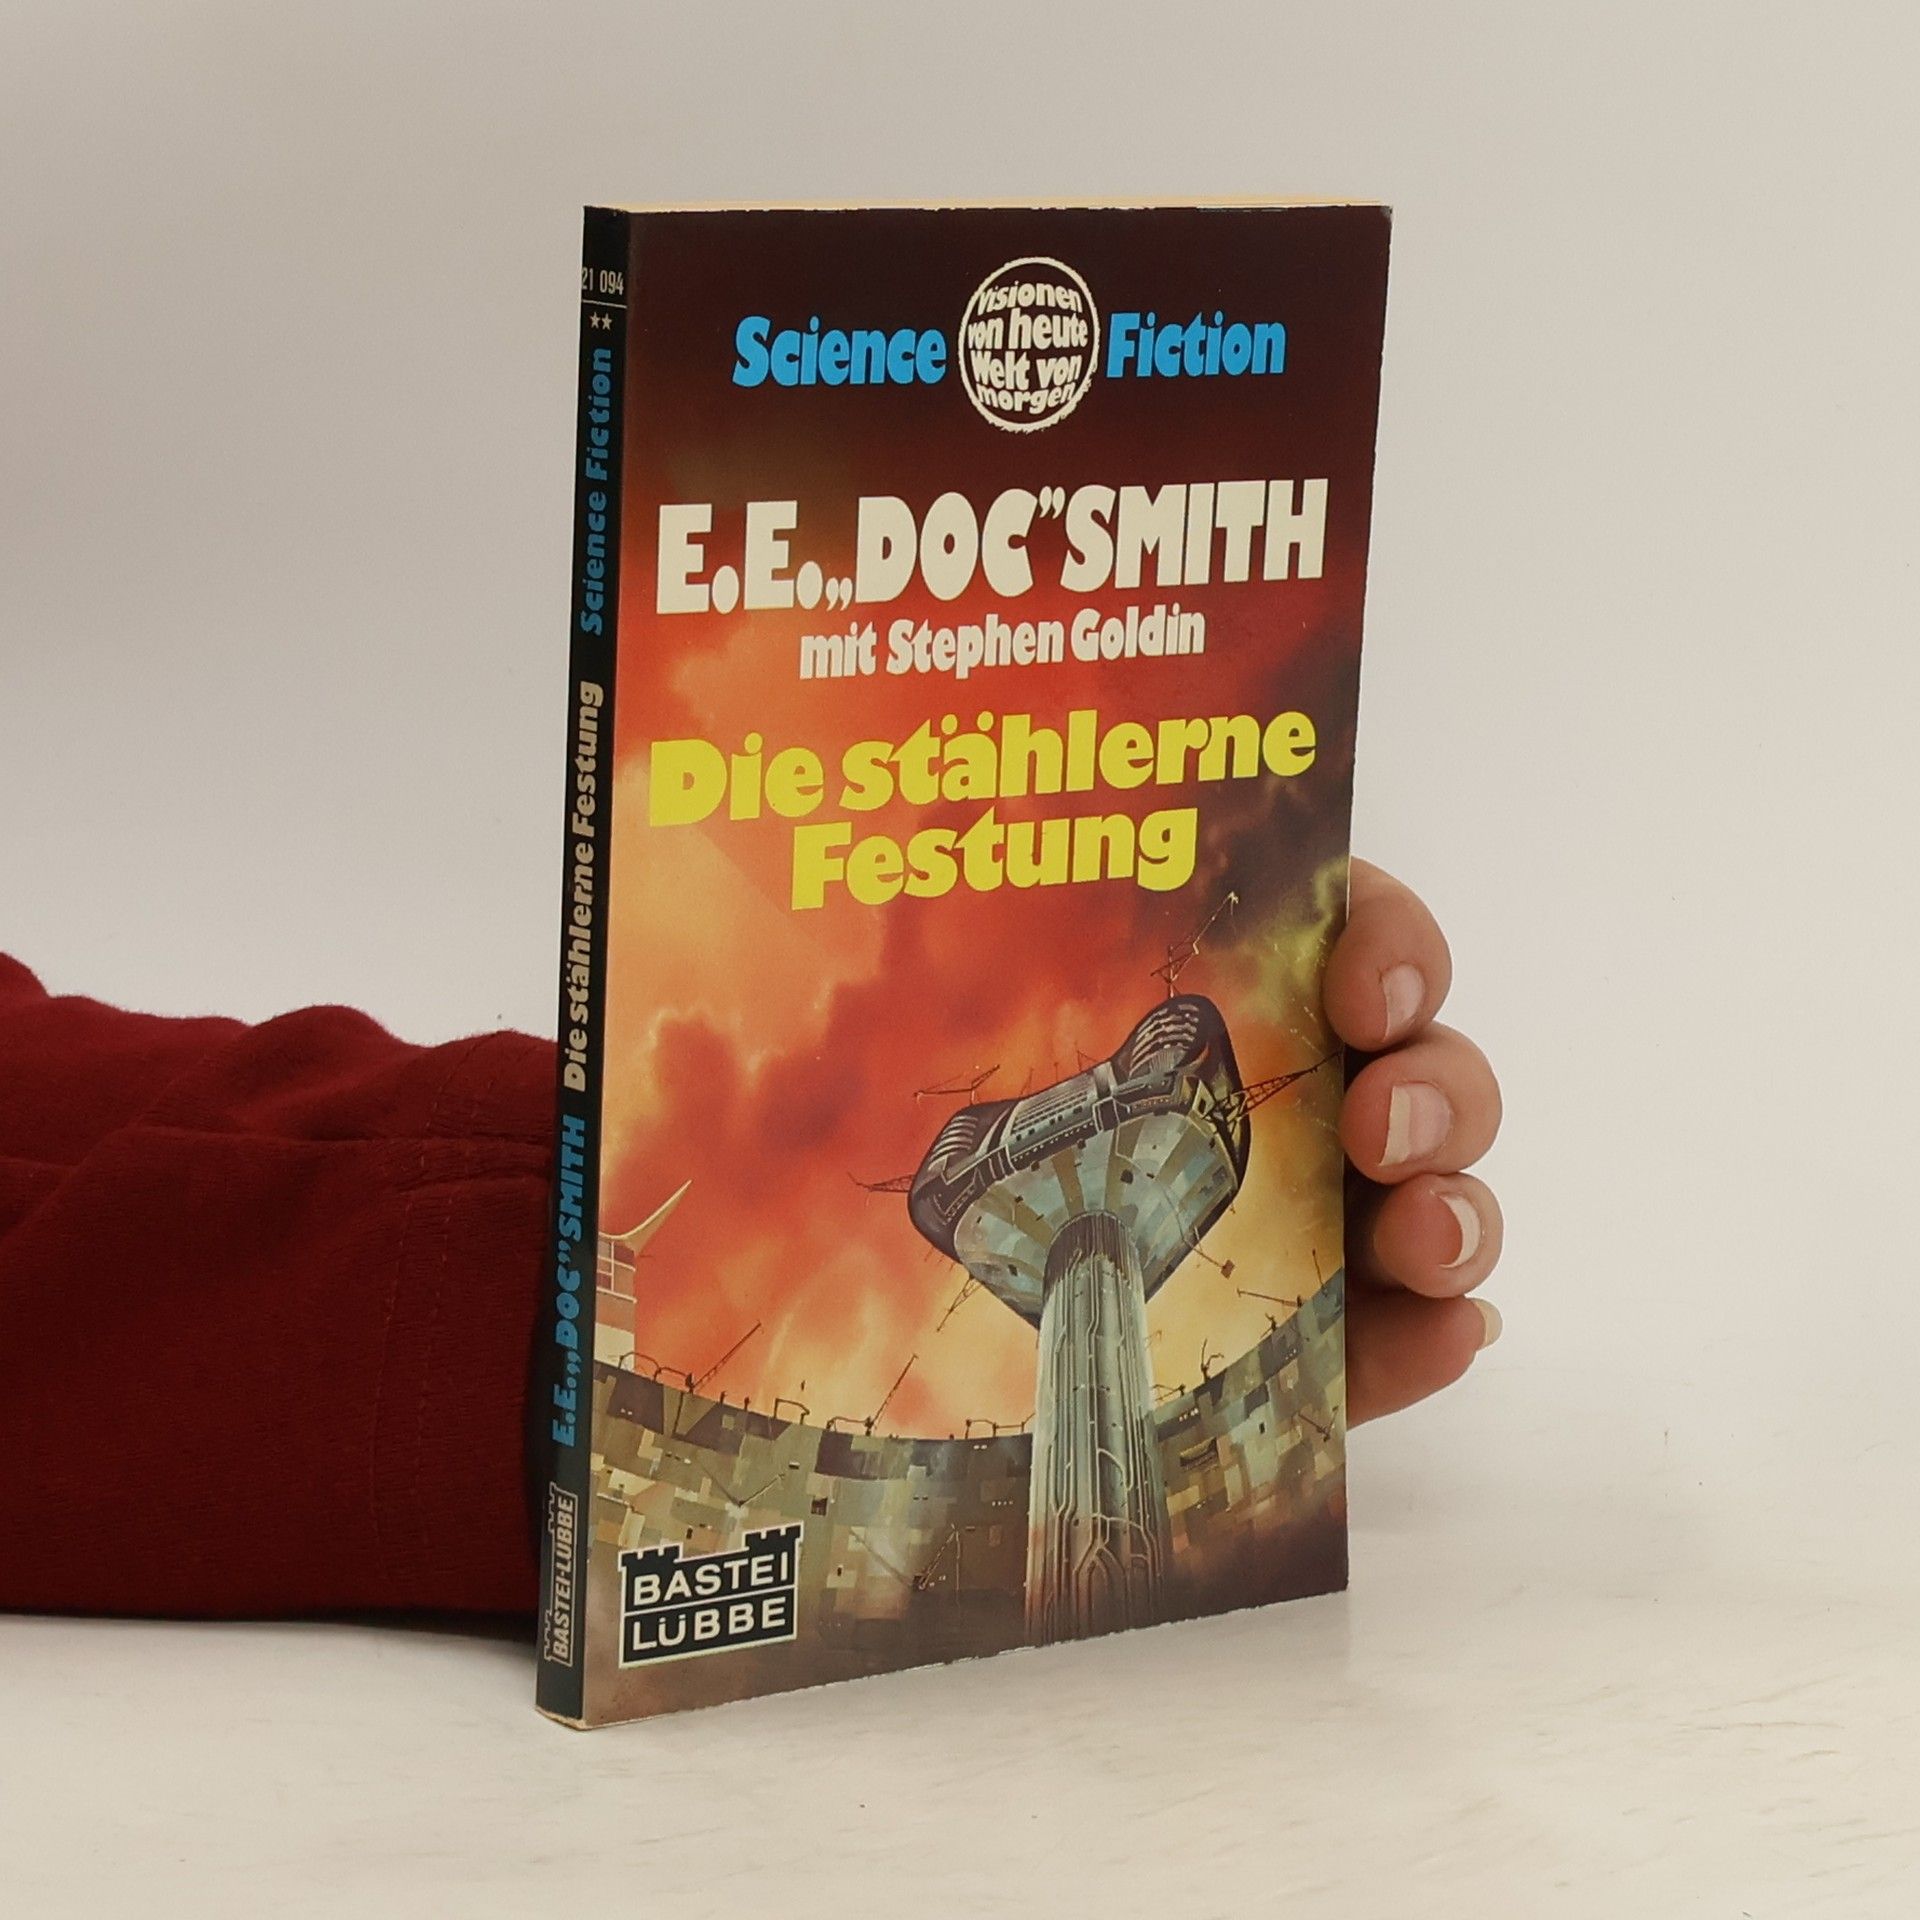 21 094
**
Science Fiction
Die stählerne Festung
E.E.„DOC”SMITH
BASTEI-LÜBBE
Science Fiction
Visionen
von heute
Welt von
morgen
E.E.„DOC”SMITH
mit Stephen Goldin
Die stählerne
Festung
BASTEI
LÜBBE